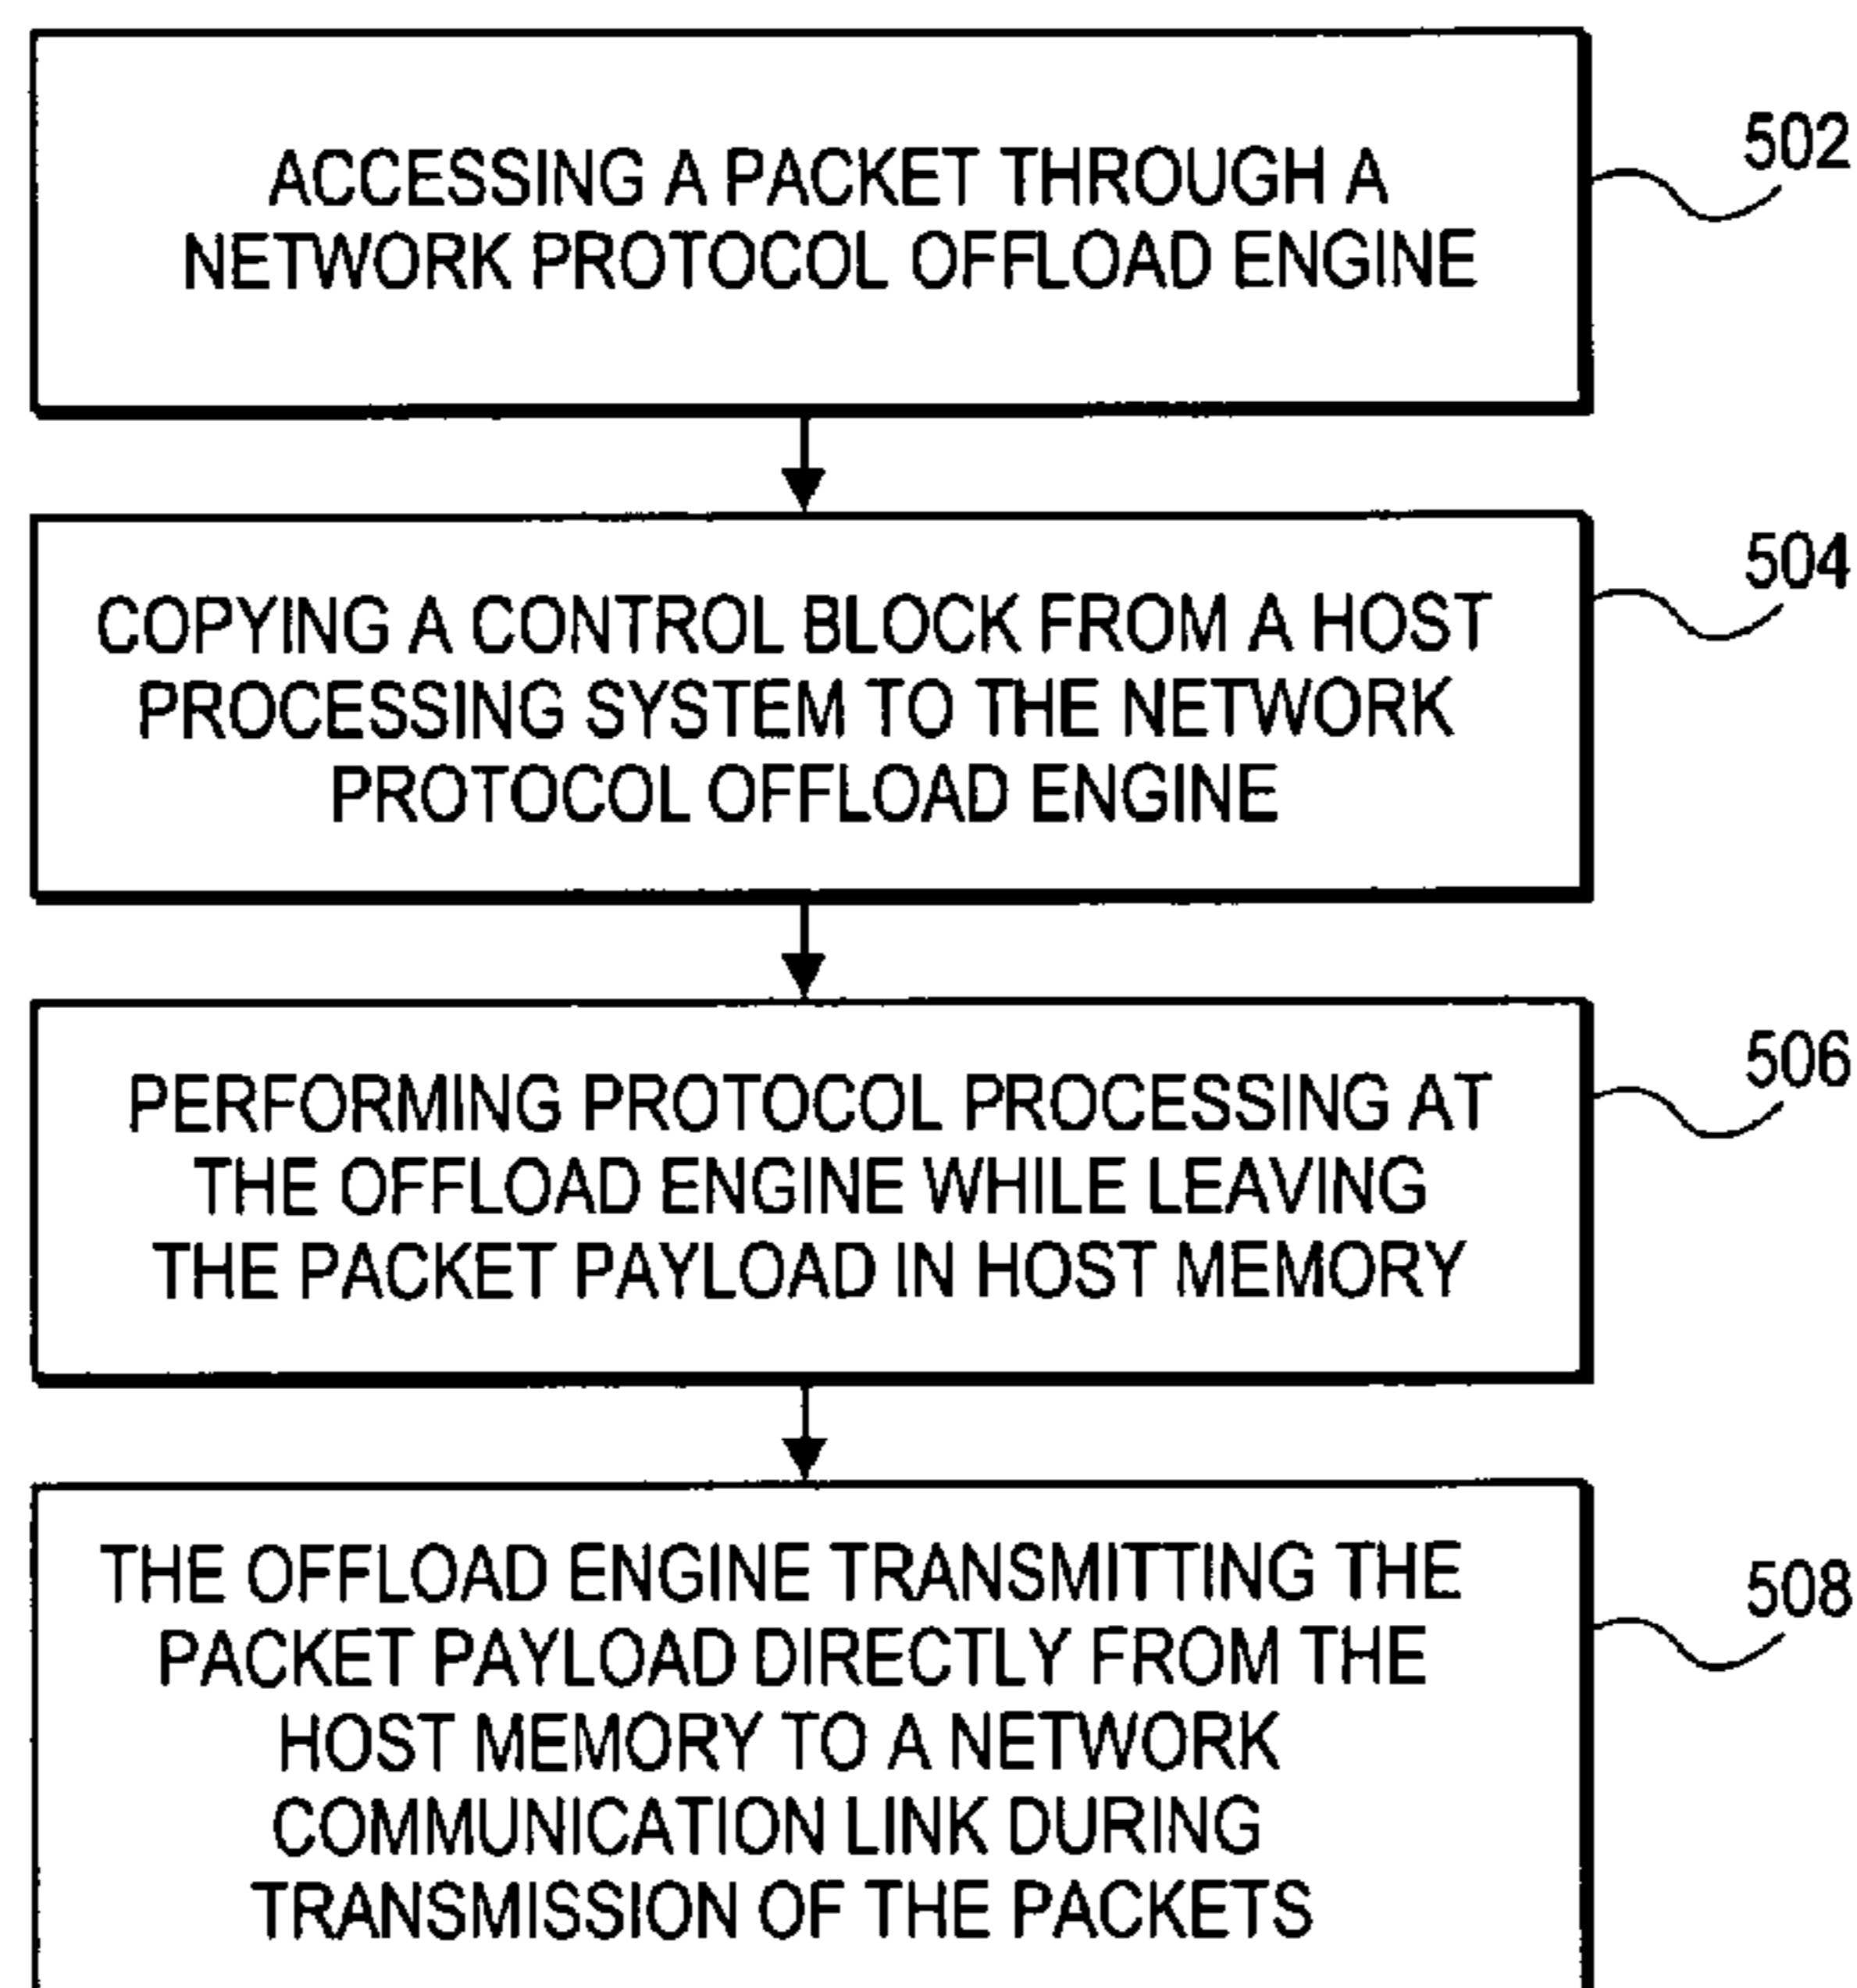 ACCESSING A PACKET THROUGH A
NETWORK PROTOCOL OFFLOAD ENGINE
502
COPYING A CONTROL BLOCK FROM A HOST
PROCESSING SYSTEM TO THE NETWORK
PROTOCOL OFFLOAD ENGINE
504
PERFORMING PROTOCOL PROCESSING AT
THE OFFLOAD ENGINE WHILE LEAVING
THE PACKET PAYLOAD IN HOST MEMORY
506
THE OFFLOAD ENGINE TRANSMITTING THE
PACKET PAYLOAD DIRECTLY FROM THE
HOST MEMORY TO A NETWORK
COMMUNICATION LINK DURING
TRANSMISSION OF THE PACKETS
508